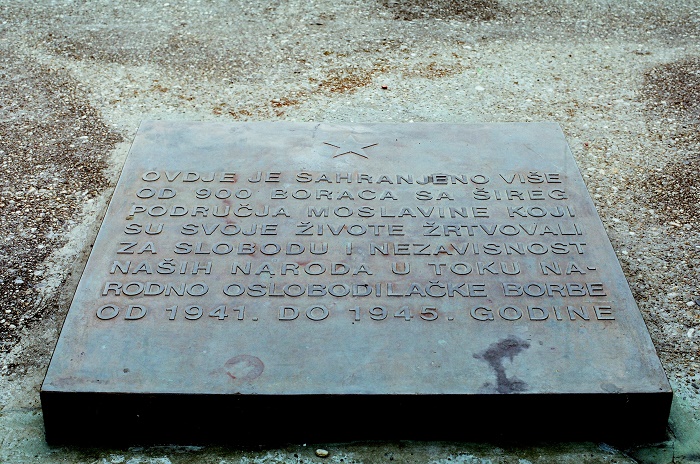 OVDJE JE SAHRANJENO VIŠE
OD 900 BORACA SA ŠIREG
PODRUČJA MOSLAVINE KOJI
SU SVOJE ŽIVOTE ŽRTVOVALI
ZA SLOBODU I NEZAVISNOST
NAŠIH NARODA U TOKU NA-
RODNO OSLOBODILAČKE BORBE
OD 1941. DO 1945. GODINE